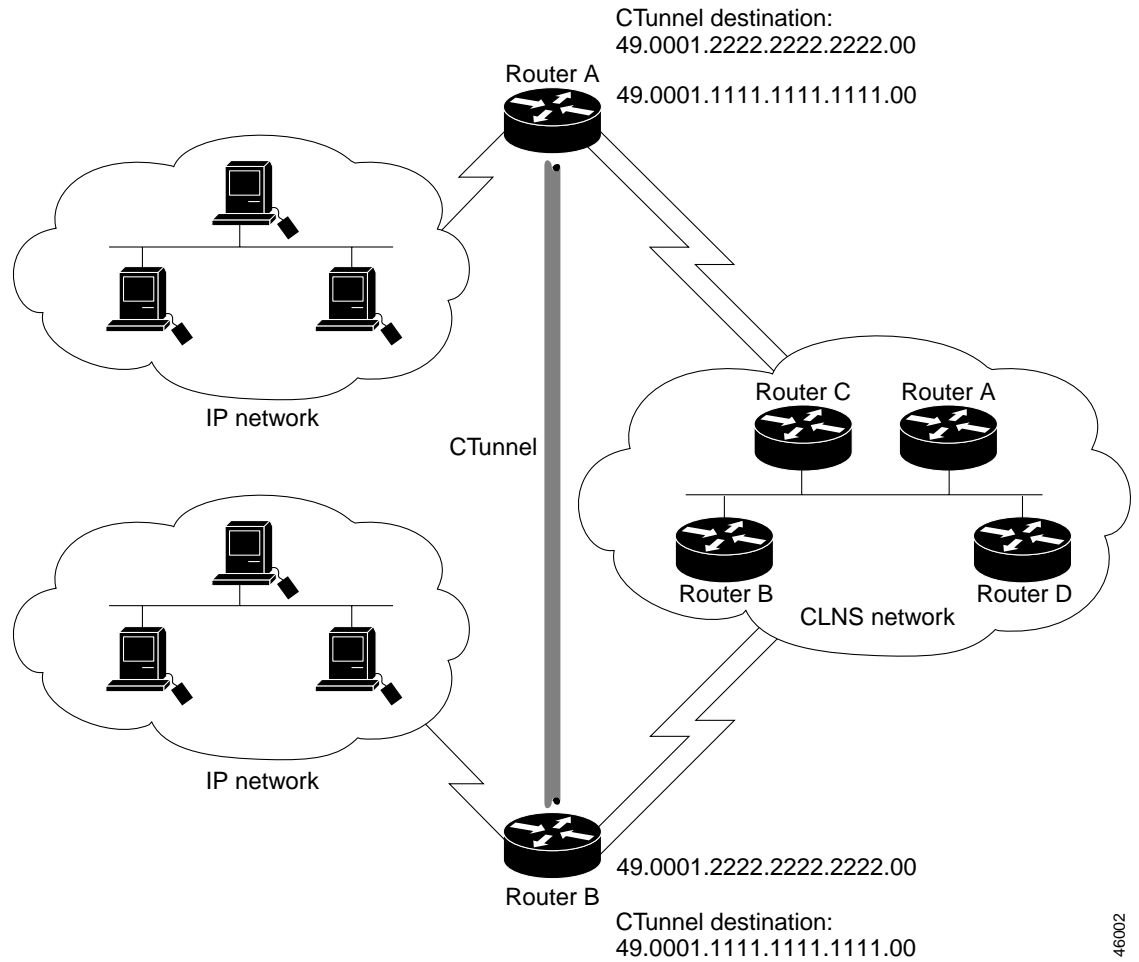 CTunnel destination:
49.0001.2222.2222.2222.00
Router A
49.0001.1111.1111.1111.00
IP network
Router C
Router A
CTunnel
Router B
Router D
CLNS network
IP network
49.0001.2222.2222.2222.00
Router B
CTunnel destination:
49.0001.1111.1111.1111.00
46002